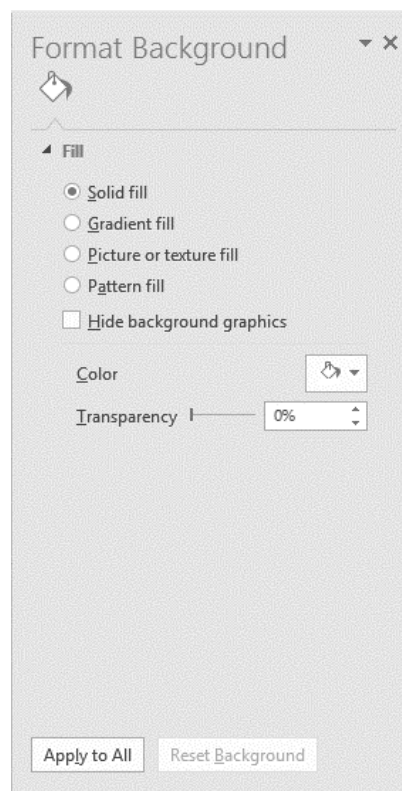 Format Background
Fill
Solid fill
Gradient fill
Picture or texture fill
Pattern fill
Hide background graphics
Color
Transparency 0%
Apply to All Reset Background